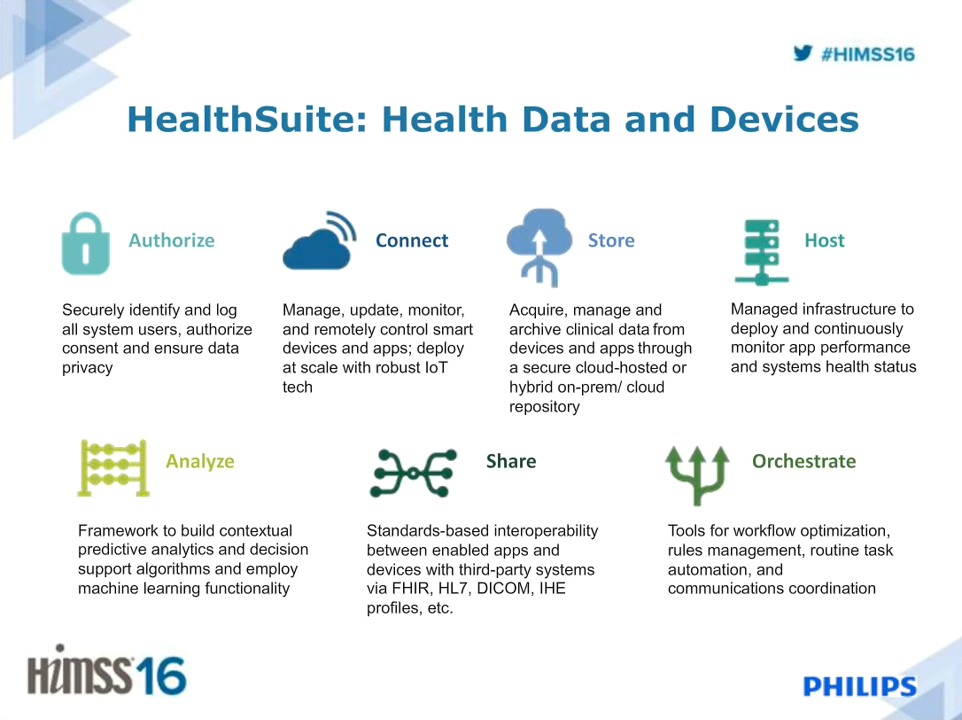 #HIMSS16
HealthSuite: Health Data and Devices
Authorize
Securely identify and log
all system users, authorize
consent and ensure data
privacy
Connect
Manage, update, monitor,
and remotely control smart
devices and apps; deploy
at scale with robust IoT
tech
Store
Acquire, manage and
archive clinical data from
devices and apps through
a secure cloud-hosted or
hybrid on-prem/ cloud
repository
Host
Managed infrastructure to
deploy and continuously
monitor app performance
and systems health status
Analyze
Framework to build contextual
predictive analytics and decision
support algorithms and employ
machine learning functionality
Share
Standards-based interoperability
between enabled apps and
devices with third-party systems
via FHIR, HL7, DICOM, IHE
profiles, etc.
Orchestrate
Tools for workflow optimization,
rules management, routine task
automation, and
communications coordination
HiMSS 16
PHILIPS